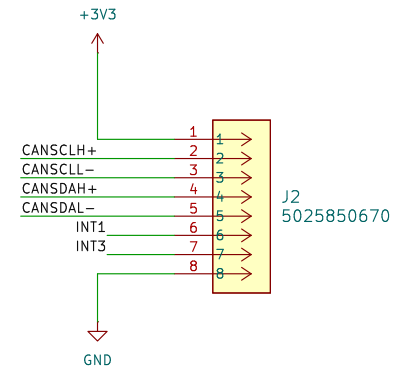 +3V3
1 1
CANSCLH+ 2 2
CANSCLL- 3 3
CANSDAH+ 4 4
CANSDAL- 5 5
INT1 6 6
INT3 7 7
8 8
J2
5025850670
GND